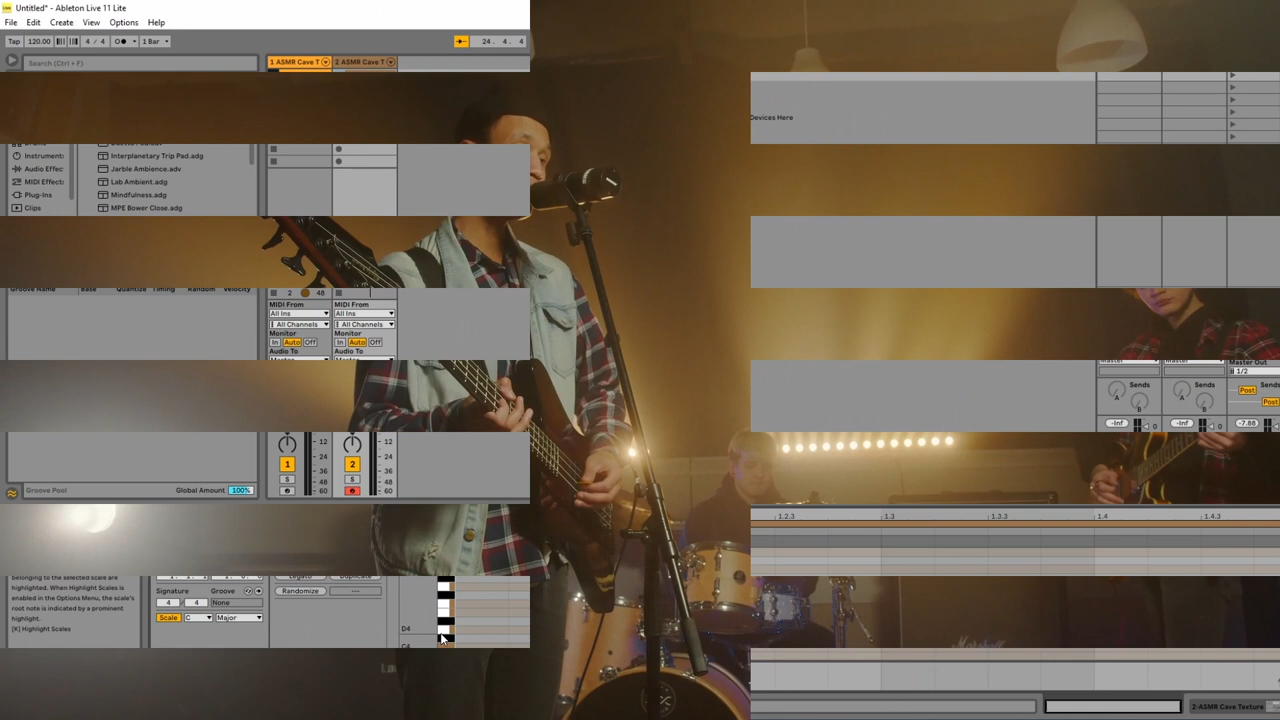 Untitled* - Ableton Live 11 Lite
File Edit Create View Options Help
Tap 120.00 4 / 4 1 Bar 24. 4. 4
Search (Ctrl + F) 1 ASMR Cave T 2 ASMR Cave T
Devices Here
Instrument: Interplanetary Trip Pad.adg
Audio Effec Jarble Ambience.adv
MIDI Effect: Lab Ambient.adg
Plug-Ins Mindfulness.adg
Clips MPE Bower Close.adg
Groove Name Base Quantize Timing Random Velocity
2 48
MIDI From MIDI From
All Ins All Ins
All Channels All Channels
Monitor Monitor
In Auto Off In Auto Off
Audio To Audio To
Master Out
1/2
Sends Sends Post Sends
A A
B B Post
-Inf 0 -Inf 0 -7.88
12 12
24 24
1 2
36 36
S S 48 48
60 60
Groove Pool Global Amount 100%
1.2.3 1.3 1.3.3 1.4 1.4.3
belonging to the selected scale are
highlighted. When Highlight Scales is
enabled in the Options Menu, the scale's
root note is indicated by a prominent
highlight.
[K] Highlight Scales
Signature Groove
4 4 None
Scale C Major
Legato Duplicate
Randomize ---
D4
C4
2-ASMR Cave Texture